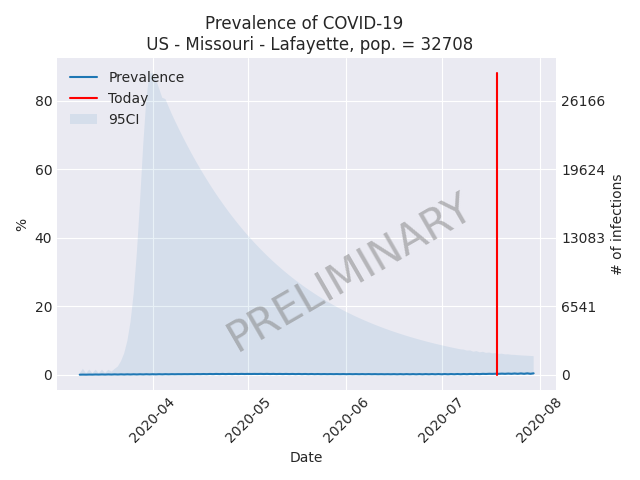 Prevalence of COVID-19
US - Missouri - Lafayette, pop. = 32708
Prevalence
Today
95CI
%
80
60
40
20
0
26166
19624
13083
6541
0
# of infections
PRELIMINARY
2020-04
2020-05
2020-06
2020-07
2020-08
Date